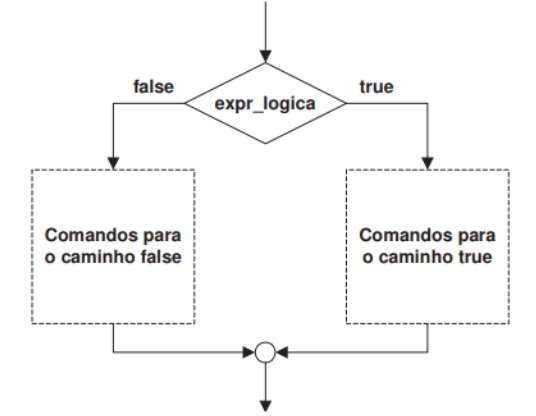 false
true
expr_logica
Comandos para
o caminho false
Comandos para
o caminho true